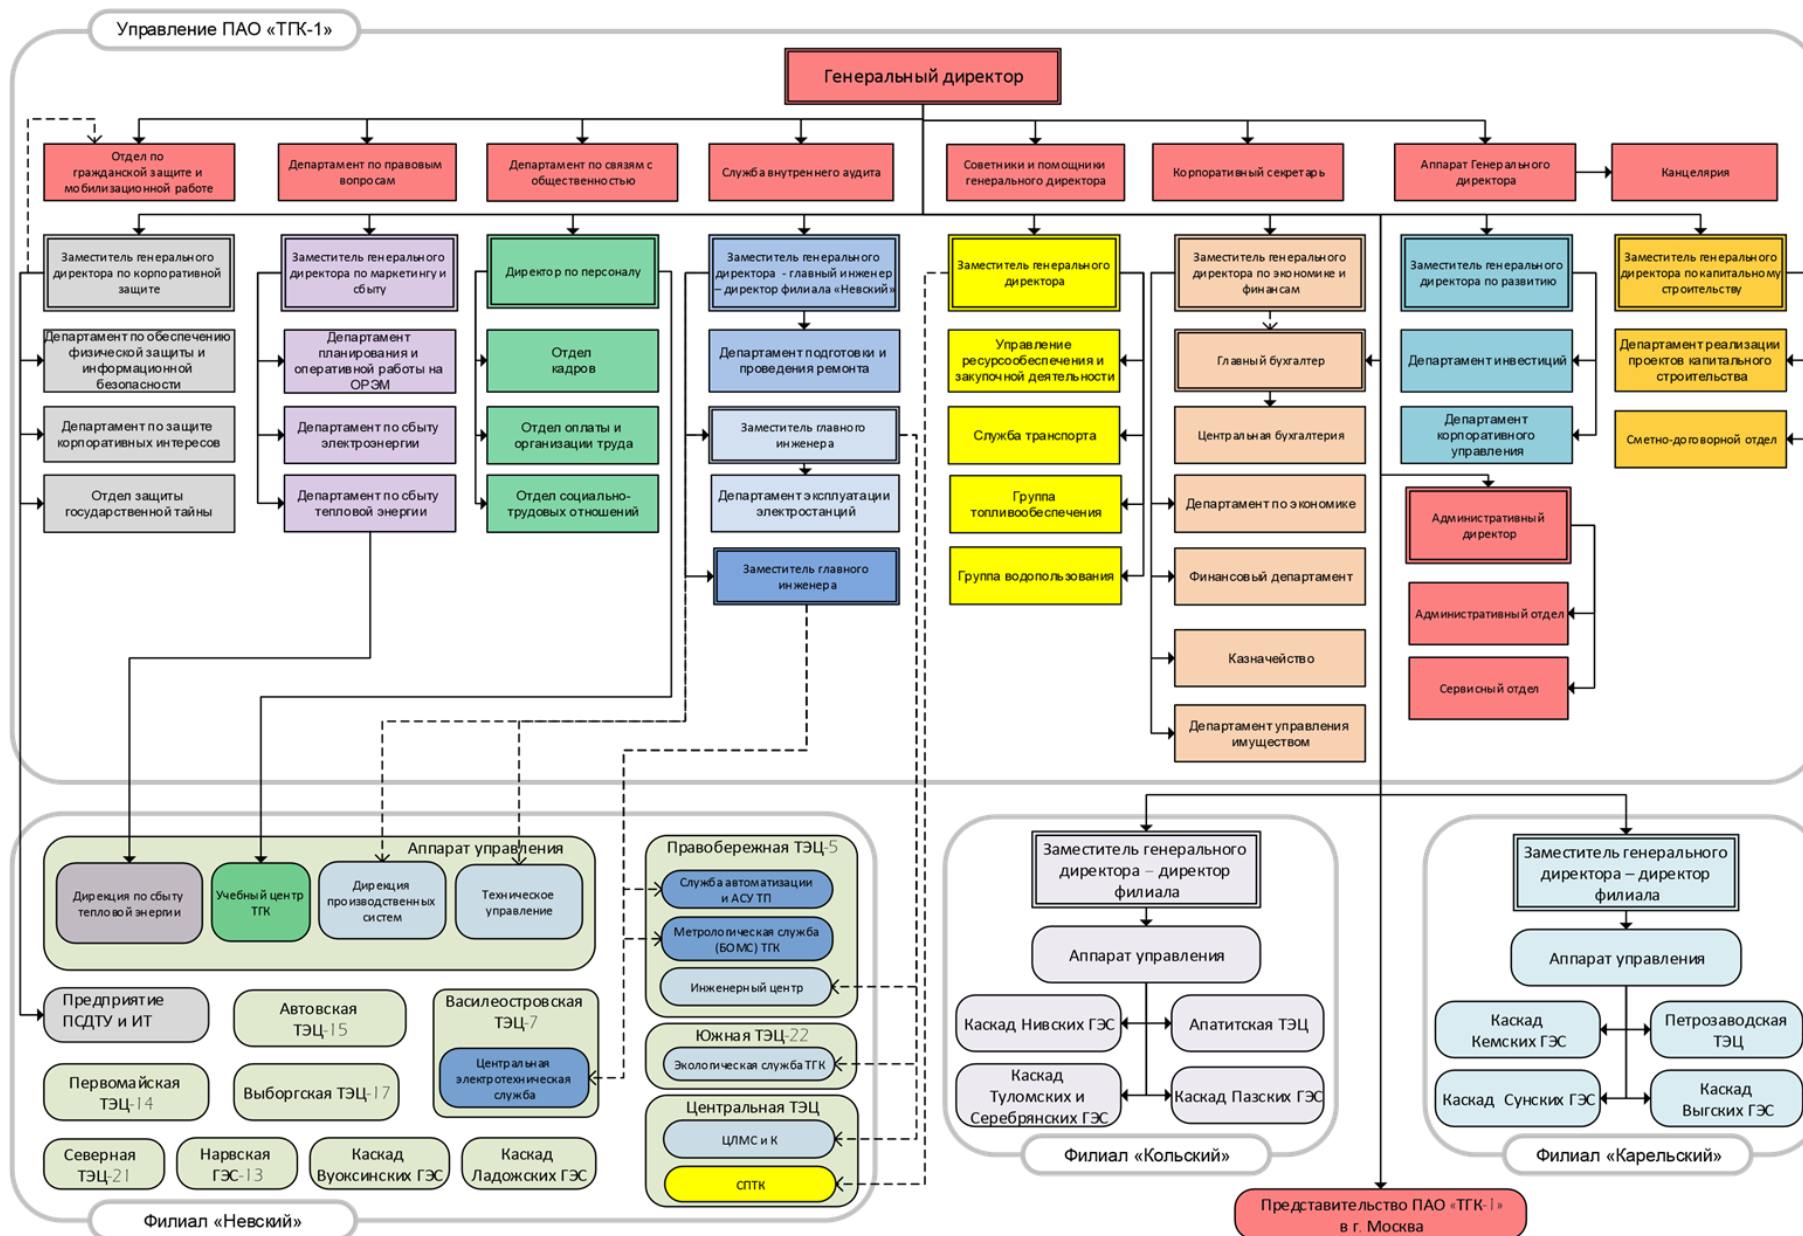 Управление ПАО «ТГК-1»
Генеральный директор
Отдел по
гражданской защите и
мобилизационной работе
Департамент по правовым
вопросам
Департамент по связям с
общественностью
Служба внутреннего аудита
Советники и помощники
генерального директора
Корпоративный секретарь
Аппарат Генерального
директора
Канцелярия
Заместитель генерального
директора по корпоративной
защите
Заместитель генерального
директора по маркетингу и
сбыту
Директор по персоналу
Заместитель генерального
директора - главный инженер
– директор филиала «Невский»
Заместитель генерального
директора
Заместитель генерального
директора по экономике и
финансам
Заместитель генерального
директора по развитию
Заместитель генерального
директора по капитальному
строительству
Департамент по обеспечению
физической защиты и
информационной
безопасности
Департамент
планирования и
оперативной работы на
ОРЭМ
Отдел
кадров
Департамент подготовки и
проведения ремонта
Управление
ресурсообеспечения и
закупочной деятельности
Главный бухгалтер
Департамент инвестиций
Департамент реализации
проектов капитального
строительства
Департамент по защите
корпоративных интересов
Департамент по сбыту
электроэнергии
Отдел оплаты и
организации труда
Заместитель главного
инженера
Служба транспорта
Центральная бухгалтерия
Департамент
корпоративного
управления
Сметно-договорной отдел
Отдел защиты
государственной тайны
Департамент по сбыту
тепловой энергии
Отдел социально-
трудовых отношений
Департамент эксплуатации
электростанций
Группа
топливообеспечения
Департамент по экономике
Административный
директор
Заместитель главного
инженера
Группа водопользования
Финансовый департамент
Административный отдел
Казначейство
Сервисный отдел
Департамент управления
имуществом
Аппарат управления
Дирекция по сбыту
тепловой энергии
Учебный центр
ТГК
Дирекция
производственных
систем
Техническое
управление
Правобережная ТЭЦ-5
Служба автоматизации
и АСУ ТП
Метрологическая служба
(БОМС) ТГК
Инженерный центр
Предприятие
ПСДТУ и ИТ
Автовская
ТЭЦ-15
Василеостровская
ТЭЦ-7
Центральная
электротехническая
служба
Южная ТЭЦ-22
Экологическая служба ТГК
Первомайская
ТЭЦ-14
Выборгская ТЭЦ-17
Центральная ТЭЦ
ЦЛМС и К
СПТК
Северная
ТЭЦ-21
Нарвская
ГЭС-13
Каскад
Вуоксинских ГЭС
Каскад
Ладожских ГЭС
Филиал «Невский»
Заместитель генерального
директора – директор
филиала
Аппарат управления
Каскад Нивских ГЭС
Апатитская ТЭЦ
Каскад
Туломских и
Серебрянских ГЭС
Каскад Пазских ГЭС
Филиал «Кольский»
Заместитель генерального
директора – директор
филиала
Аппарат управления
Каскад
Кемских ГЭС
Петрозаводская
ТЭЦ
Каскад Сунских ГЭС
Каскад
Выгских ГЭС
Филиал «Карельский»
Представительство ПАО «ТГК-1»
в г. Москва